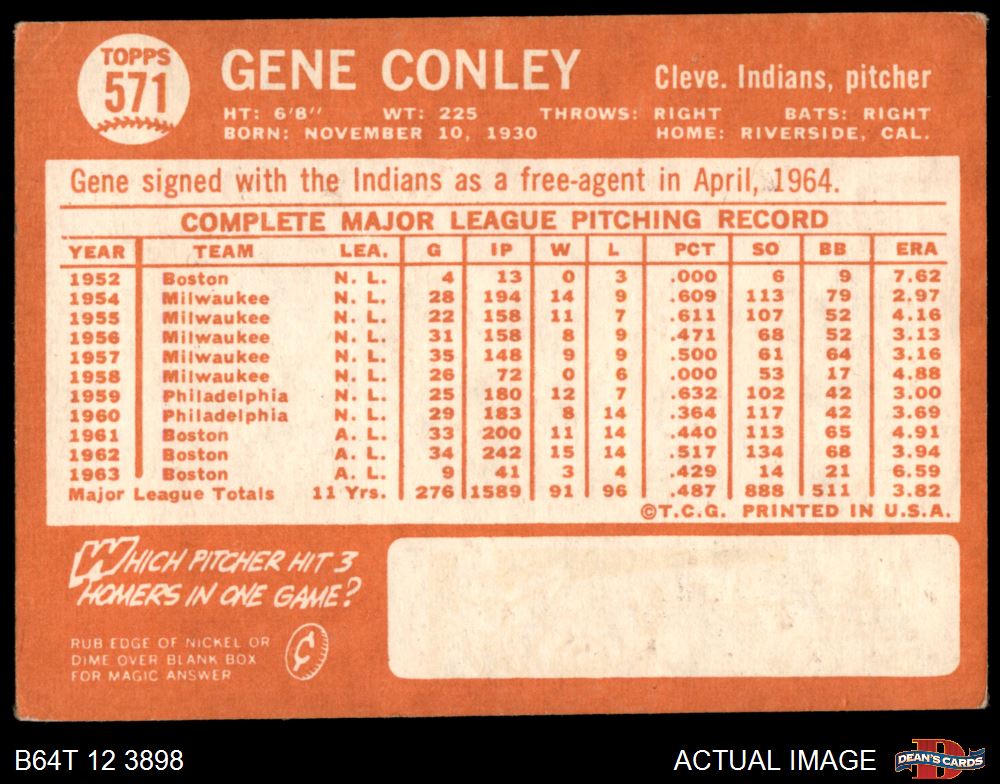 TOPPS
571
GENE CONLEY
Cleve. Indians, pitcher
HT: 6'8" WT: 225 THROWS: RIGHT BATS: RIGHT
BORN: NOVEMBER 10, 1930 HOME: RIVERSIDE, CAL.
Gene signed with the Indians as a free-agent in April, 1964.
COMPLETE MAJOR LEAGUE PITCHING RECORD
YEAR TEAM LEA. G IP W L PCT SO BB ERA
1952 Boston N. L. 4 13 0 3 .000 6 9 7.62
1954 Milwaukee N. L. 28 194 14 9 .609 113 79 2.97
1955 Milwaukee N. L. 22 158 11 7 .611 107 52 4.16
1956 Milwaukee N. L. 31 158 8 9 .471 68 52 3.13
1957 Milwaukee N. L. 35 148 9 9 .500 61 64 3.16
1958 Milwaukee N. L. 26 72 0 6 .000 53 17 4.88
1959 Philadelphia N. L. 25 180 12 7 .632 102 42 3.00
1960 Philadelphia N. L. 29 183 8 14 .364 117 42 3.69
1961 Boston A. L. 33 200 11 14 .440 113 65 4.91
1962 Boston A. L. 34 242 15 14 .517 134 68 3.94
1963 Boston A. L. 9 41 3 4 .429 14 21 6.59
Major League Totals 11 Yrs. 276 1589 91 96 .487 888 511 3.82
©T.C.G. PRINTED IN U.S.A.
WHICH PITCHER HIT 3
HOMERS IN ONE GAME?
RUB EDGE OF NICKEL OR
DIME OVER BLANK BOX
FOR MAGIC ANSWER
¢
B64T 12 3898
ACTUAL IMAGE
D
DEAN'S CARDS